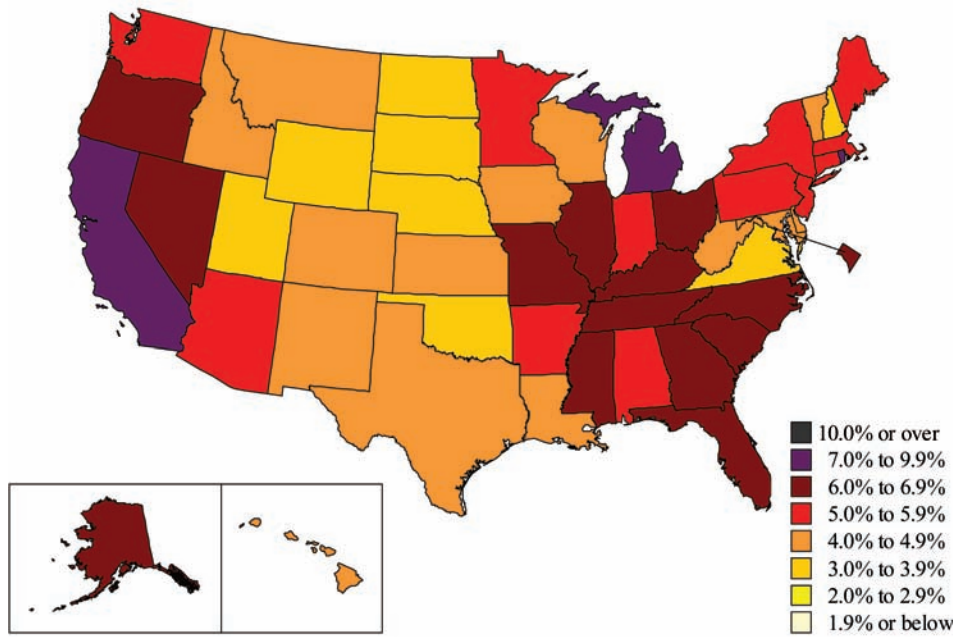 10.0% or over
7.0% to 9.9%
6.0% to 6.9%
5.0% to 5.9%
4.0% to 4.9%
3.0% to 3.9%
2.0% to 2.9%
1.9% or below